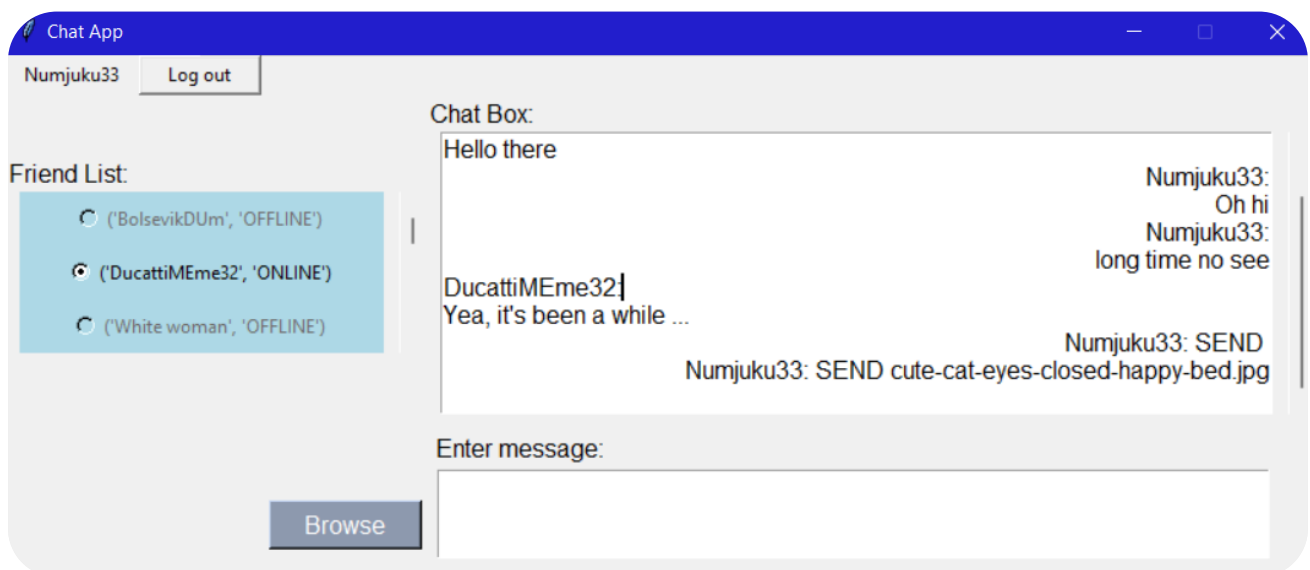 Chat App
Numjuku33
Log out
Friend List:
('BolsevikDUm', 'OFFLINE')
('DucattiMEme32', 'ONLINE')
('White woman', 'OFFLINE')
Chat Box:
Hello there
Numjuku33:
Oh hi
Numjuku33:
long time no see
DucattiMEme32:
Yea, it's been a while ...
Numjuku33: SEND
Numjuku33: SEND cute-cat-eyes-closed-happy-bed.jpg
Enter message:
Browse